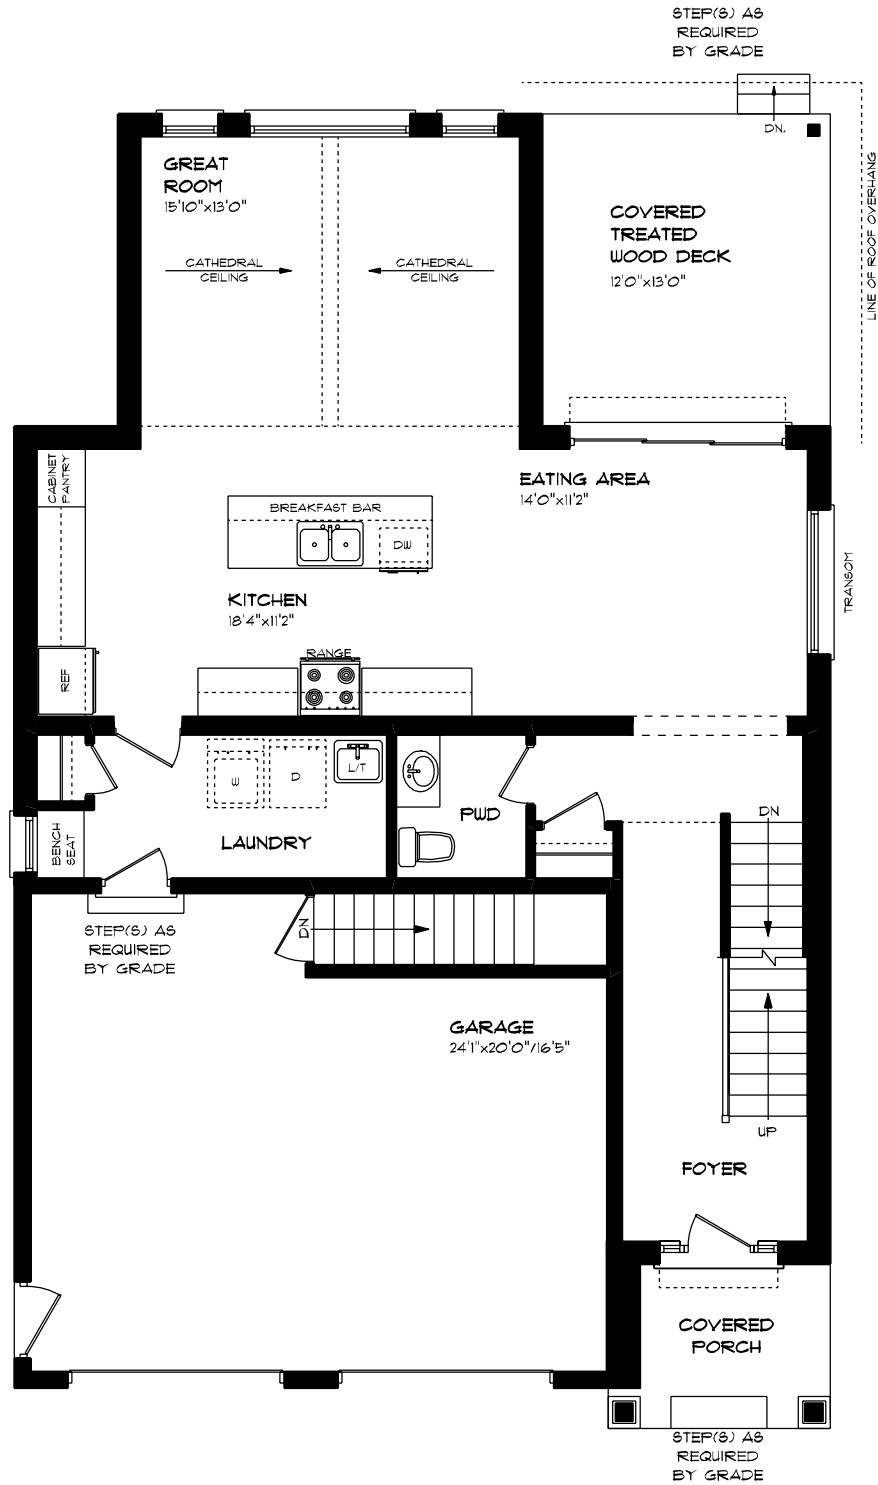 STEP(S) AS
REQUIRED
BY GRADE
DN.
GREAT
ROOM
15'10"x13'0"
CATHEDRAL
CEILING
CATHEDRAL
CEILING
COVERED
TREATED
WOOD DECK
12'0"x13'0"
LINE OF ROOF OVERHANG
CABINET
PANTRY
EATING AREA
14'0"x11'2"
BREAKFAST BAR
DW
TRANSOM
KITCHEN
18'4"x11'2"
RANGE
REF
W
D
L/T
PWD
LAUNDRY
BENCH
SEAT
DN
STEP(S) AS
REQUIRED
BY GRADE
DN
GARAGE
24'1"x20'0"/16'5"
UP
FOYER
COVERED
PORCH
STEP(S) AS
REQUIRED
BY GRADE